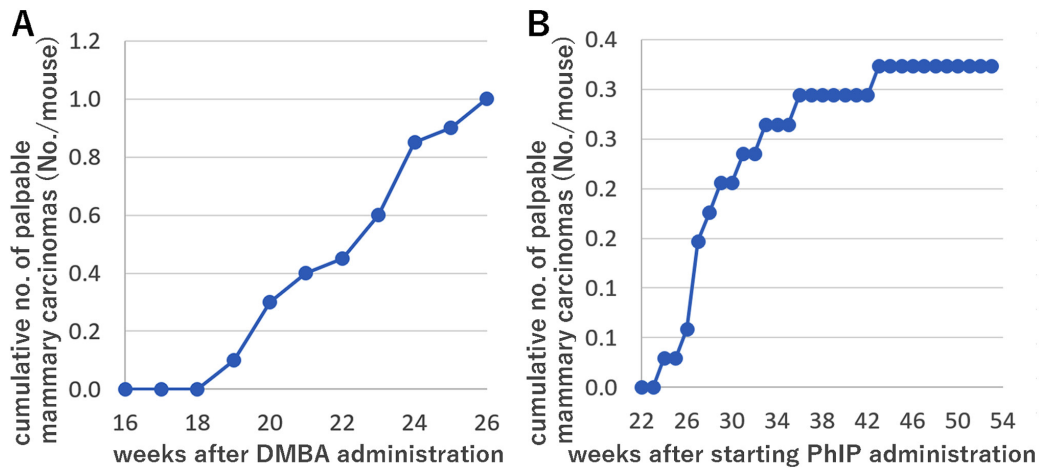 A
cumulative no. of palpable
mammary carcinomas (No./mouse)
1.2
1.0
0.8
0.6
0.4
0.2
0.0
16 18 20 22 24 26
weeks after DMBA administration
B
cumulative no. of palpable
mammary carcinomas (No./mouse)
0.4
0.3
0.3
0.2
0.2
0.1
0.1
0.0
22 26 30 34 38 42 46 50 54
weeks after starting PhIP administration